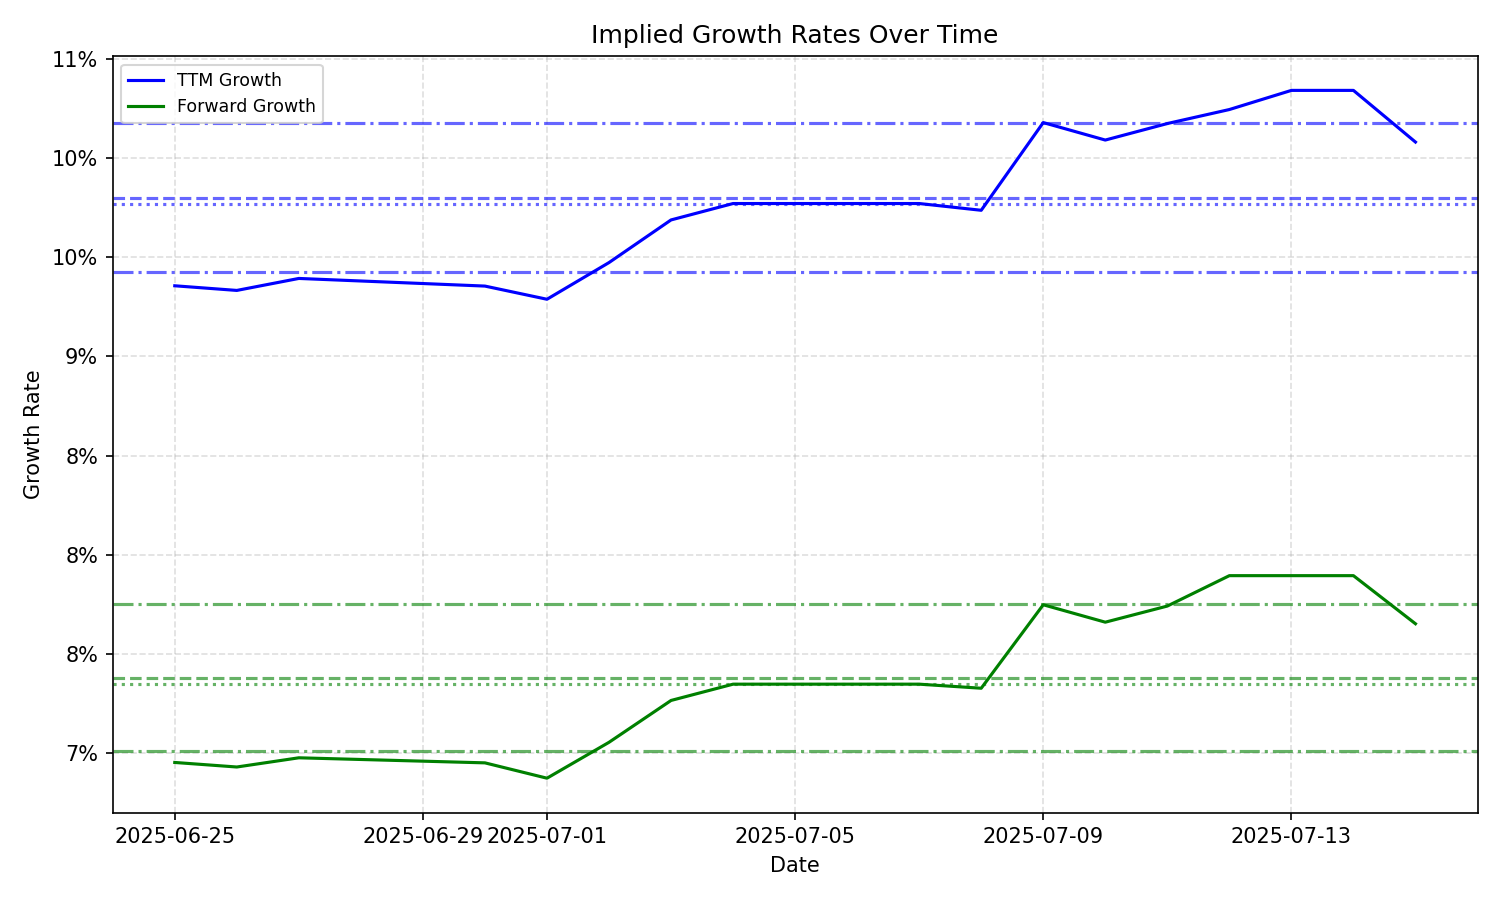 Implied Growth Rates Over Time
TTM Growth
Forward Growth
11%
10%
10%
9%
8%
8%
8%
7%
Growth Rate
2025-06-25
2025-06-29
2025-07-01
2025-07-05
2025-07-09
2025-07-13
Date